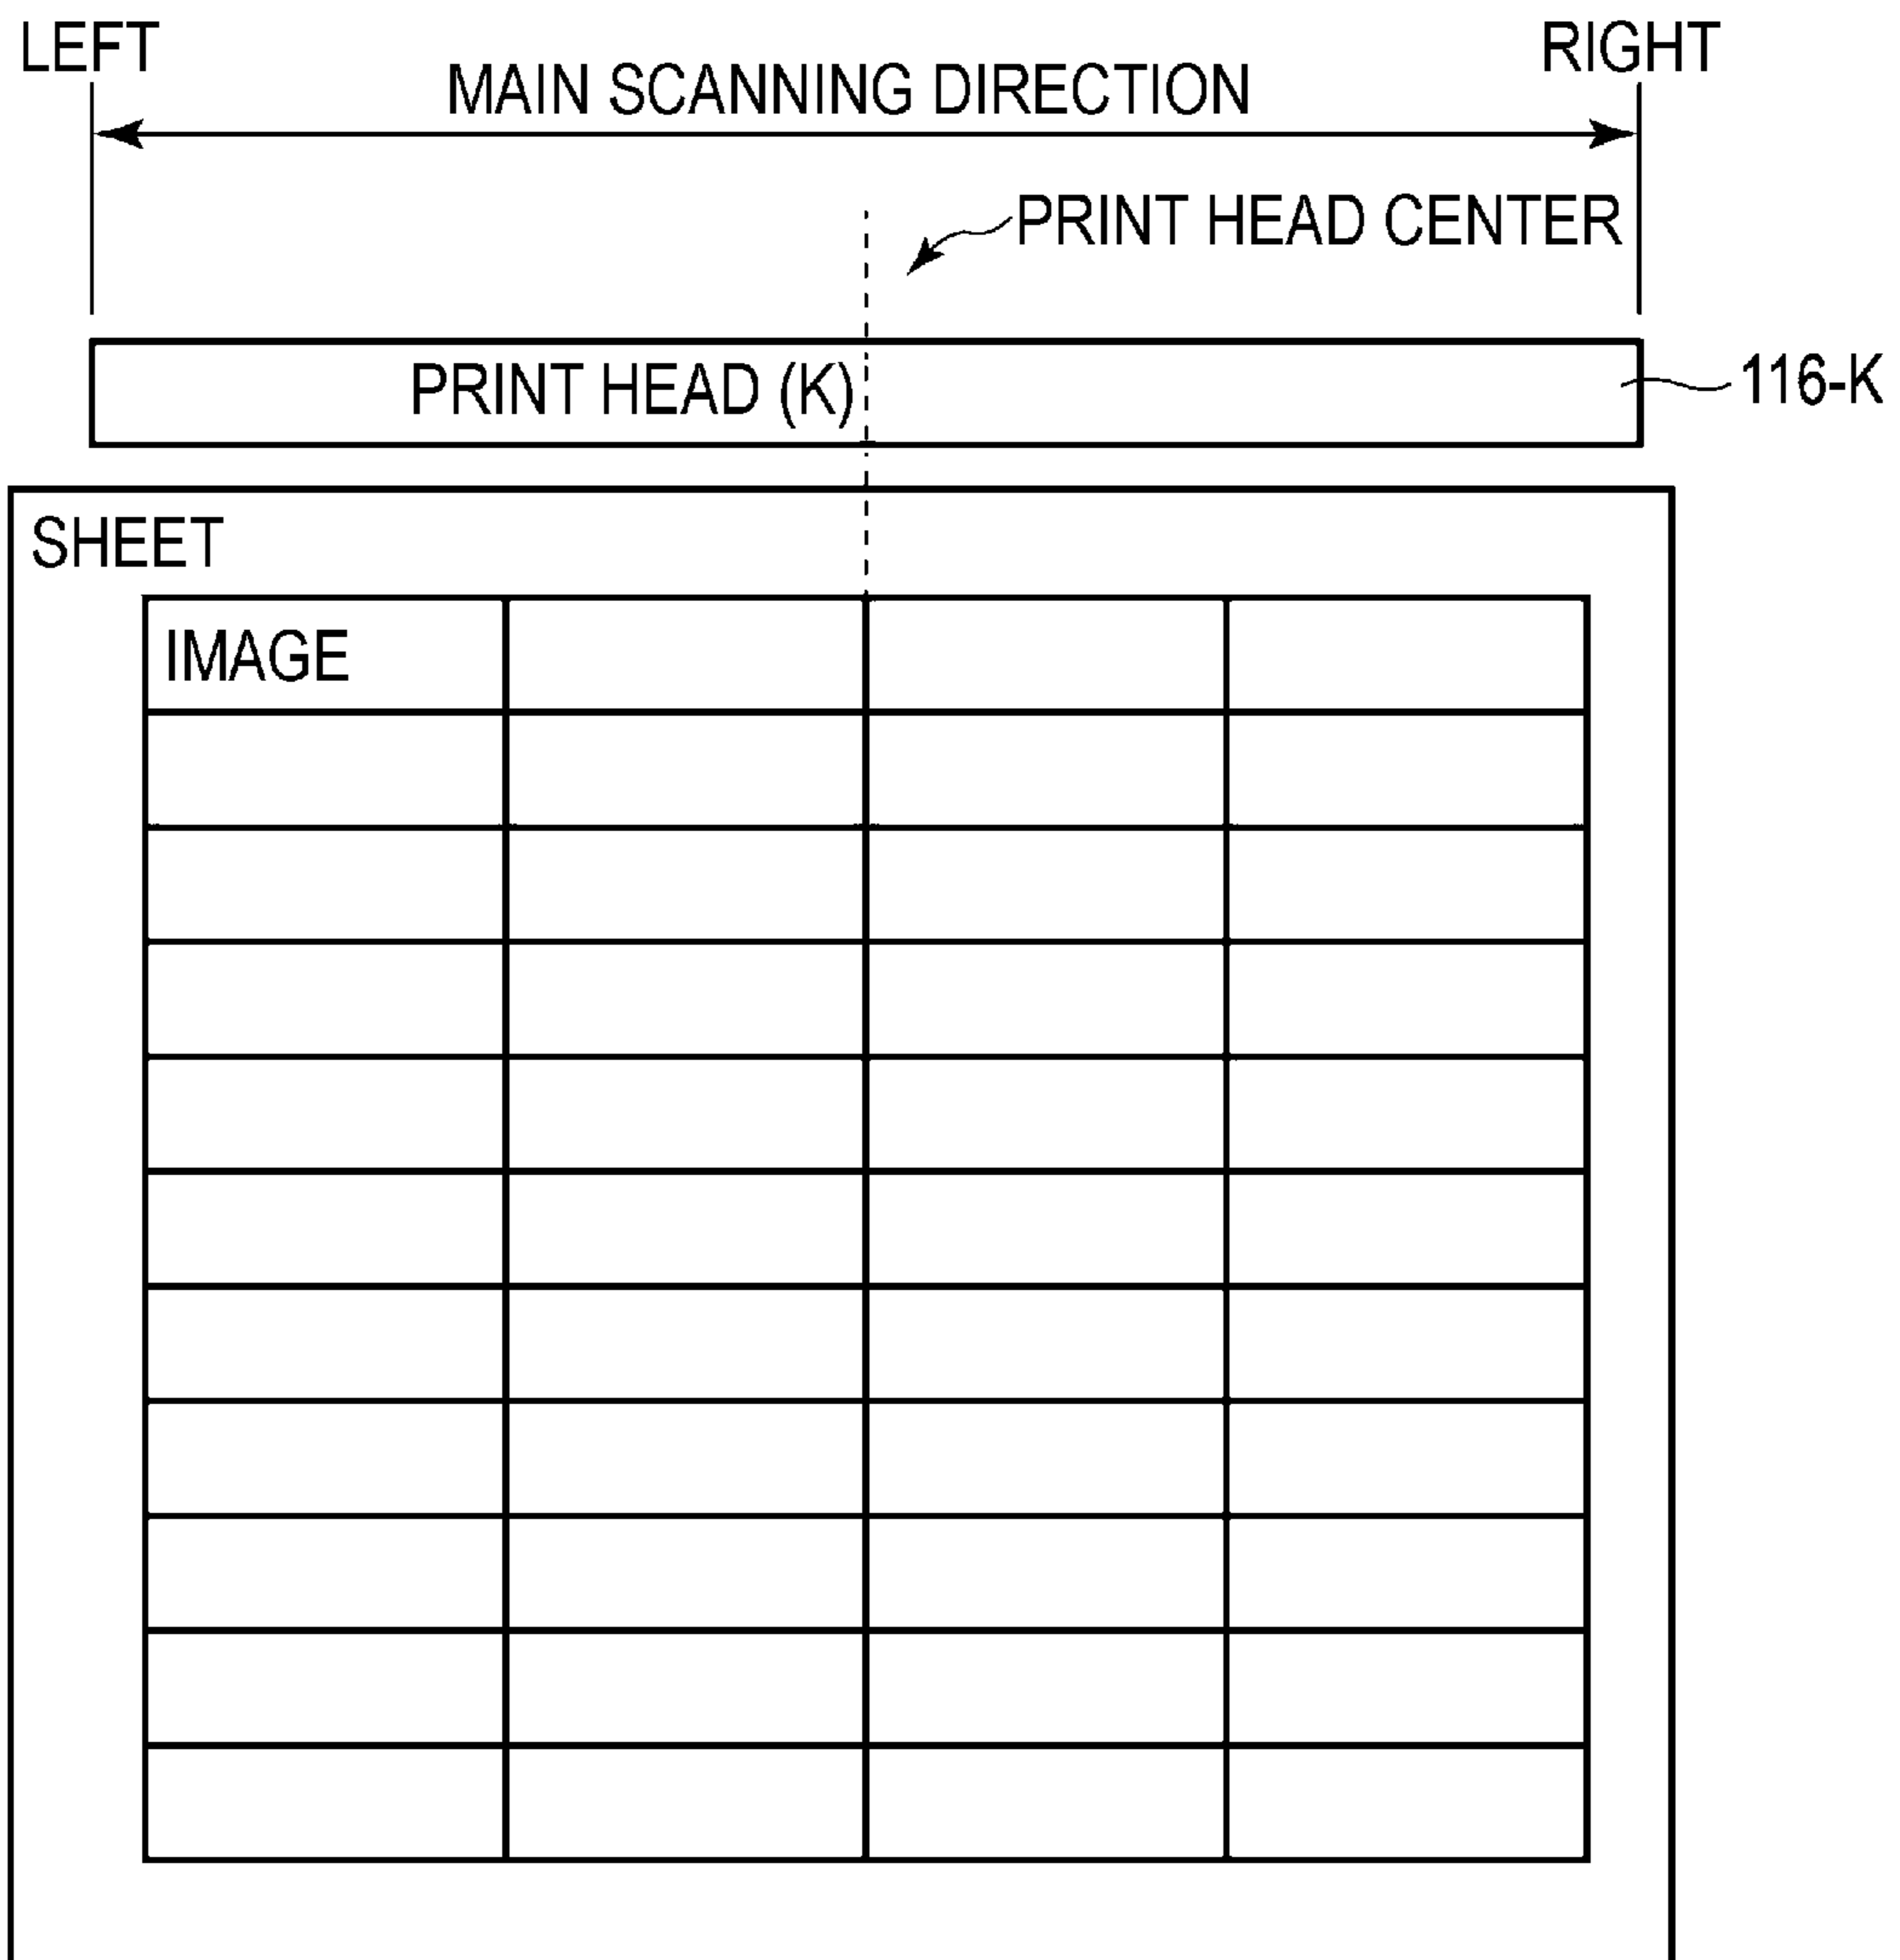 LEFT
RIGHT
MAIN SCANNING DIRECTION
PRINT HEAD CENTER
PRINT HEAD (K)
116-K
SHEET
IMAGE